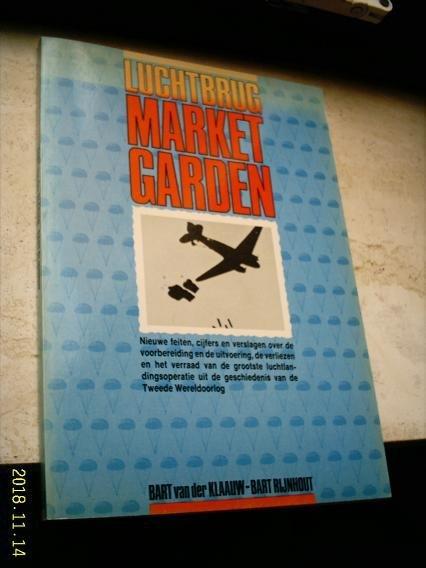 LUCHTBRUG
MARKET
GARDEN
Nieuwe feiten, cijfers en verslagen over de
voorbereiding en de uitvoering, de verliezen
en het verraad van de grootste luchtlan-
dingsoperatie uit de geschiedenis van de
Tweede Wereldoorlog
BART van der KLAAUW-BART RIJNHOUT
2018.11.14